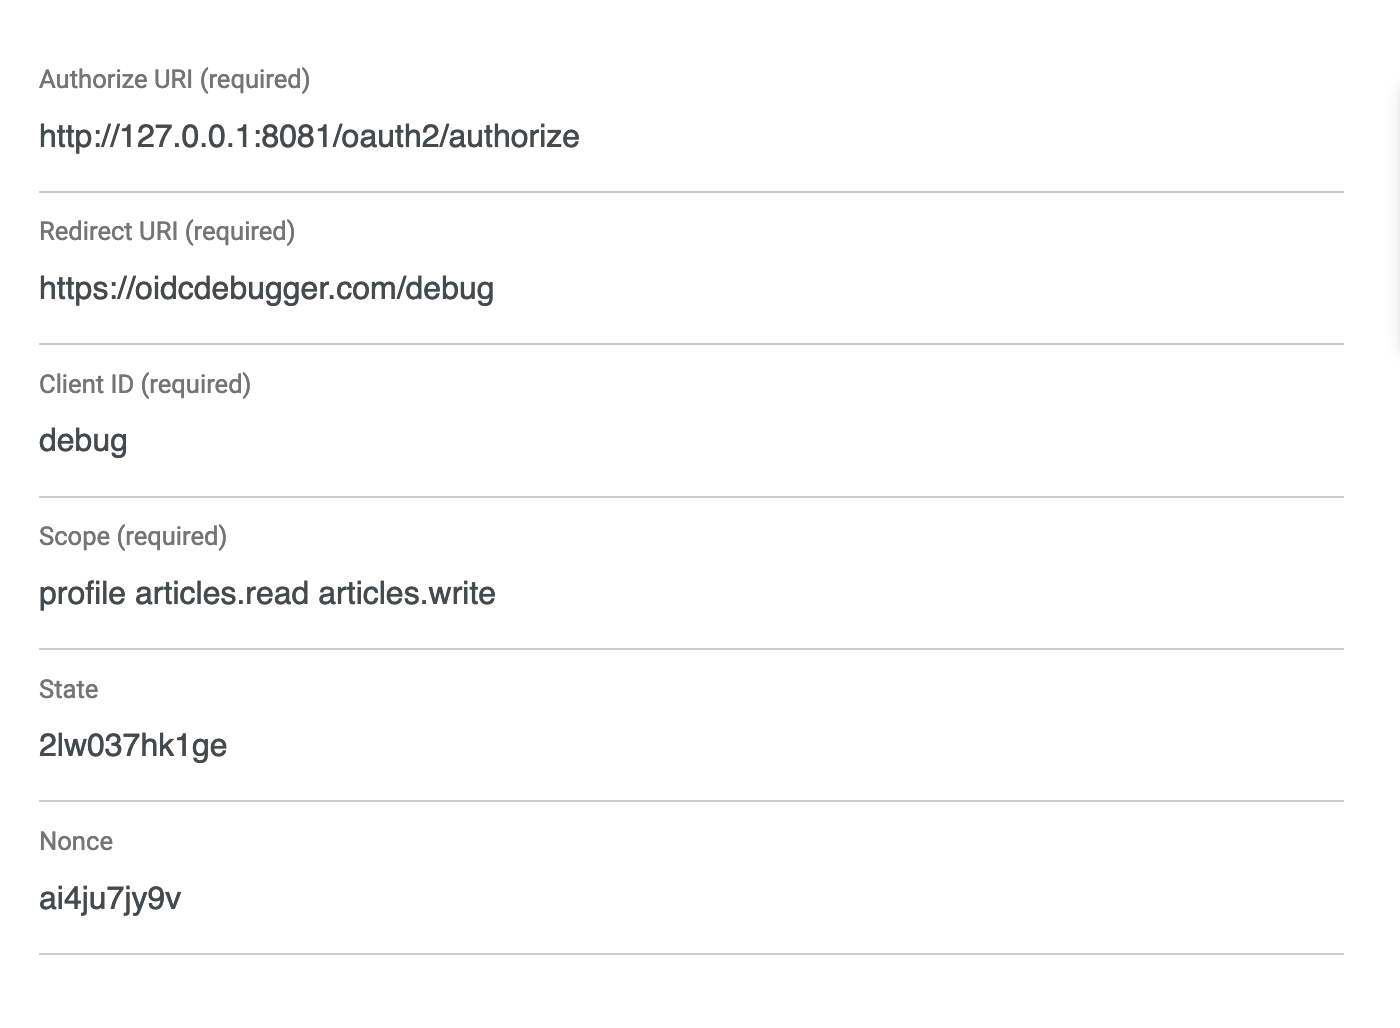 Authorize URI (required)
http://127.0.0.1:8081/oauth2/authorize
Redirect URI (required)
https://oidcdebugger.com/debug
Client ID (required)
debug
Scope (required)
profile articles.read articles.write
State
2lw037hk1ge
Nonce
ai4ju7jy9v